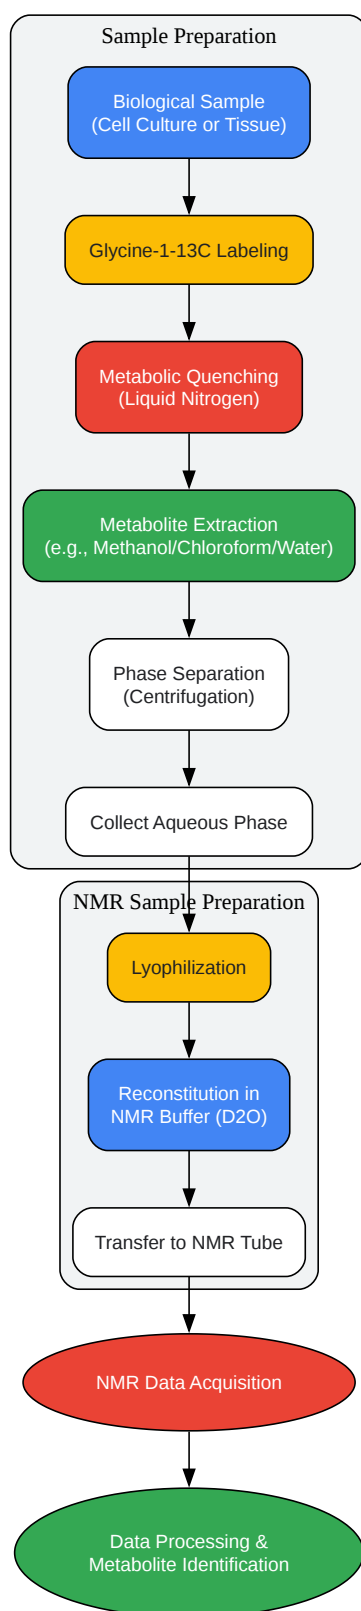 Sample Preparation
Biological Sample
(Cell Culture or Tissue)
Glycine-1-13C Labeling
Metabolic Quenching
(Liquid Nitrogen)
Metabolite Extraction
(e.g., Methanol/Chloroform/Water)
Phase Separation
(Centrifugation)
Collect Aqueous Phase
NMR Sample Preparation
Lyophilization
Reconstitution in
NMR Buffer (D2O)
Transfer to NMR Tube
NMR Data Acquisition
Data Processing &
Metabolite Identification